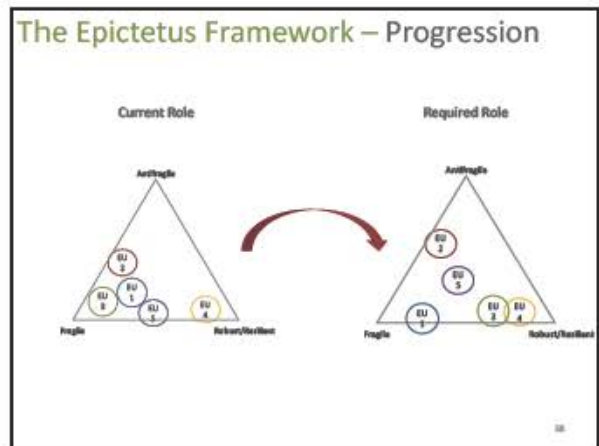 The Epictetus Framework – Progression
Current Role
Required Role
Antifragile
Antifragile
EU
2
EU
3
EU
1
EU
5
EU
4
Fragile
Robust/Resilient
EU
2
EU
5
EU
1
EU
3
EU
4
Fragile
Robust/Resilient